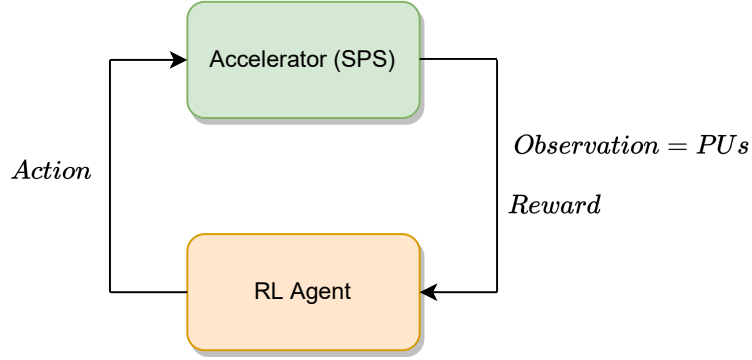 Accelerator (SPS)
Observation = PUs
Action
Reward
RL Agent